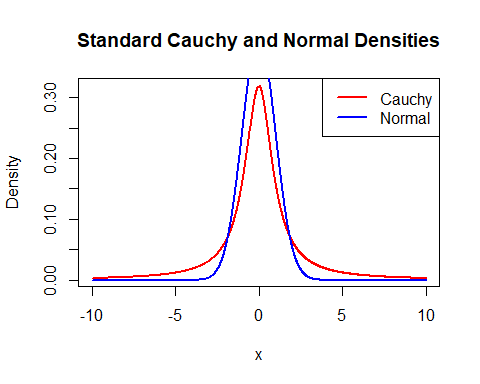 Standard Cauchy and Normal Densities
Cauchy
Normal
Density
0.30
0.20
0.10
0.00
-10 -5 0 5 10
x